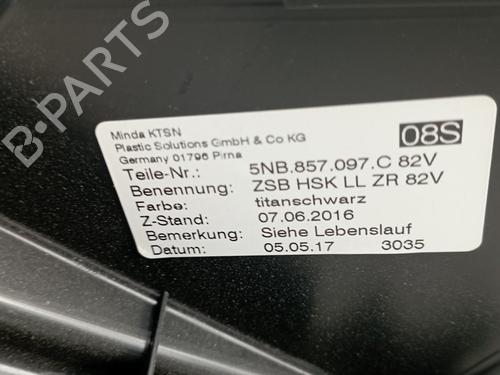 B-PARTS
Minda KTSN
Plastic Solutions GmbH & Co KG
Germany 01796 Pirna
08S
Teile-Nr.: 5NB.857.097.C 82V
Benennung: ZSB HSK LL ZR 82V
Farbe: titanschwarz
Z-Stand: 07.06.2016
Bemerkung: Siehe Lebenslauf
Datum: 05.05.17 3035